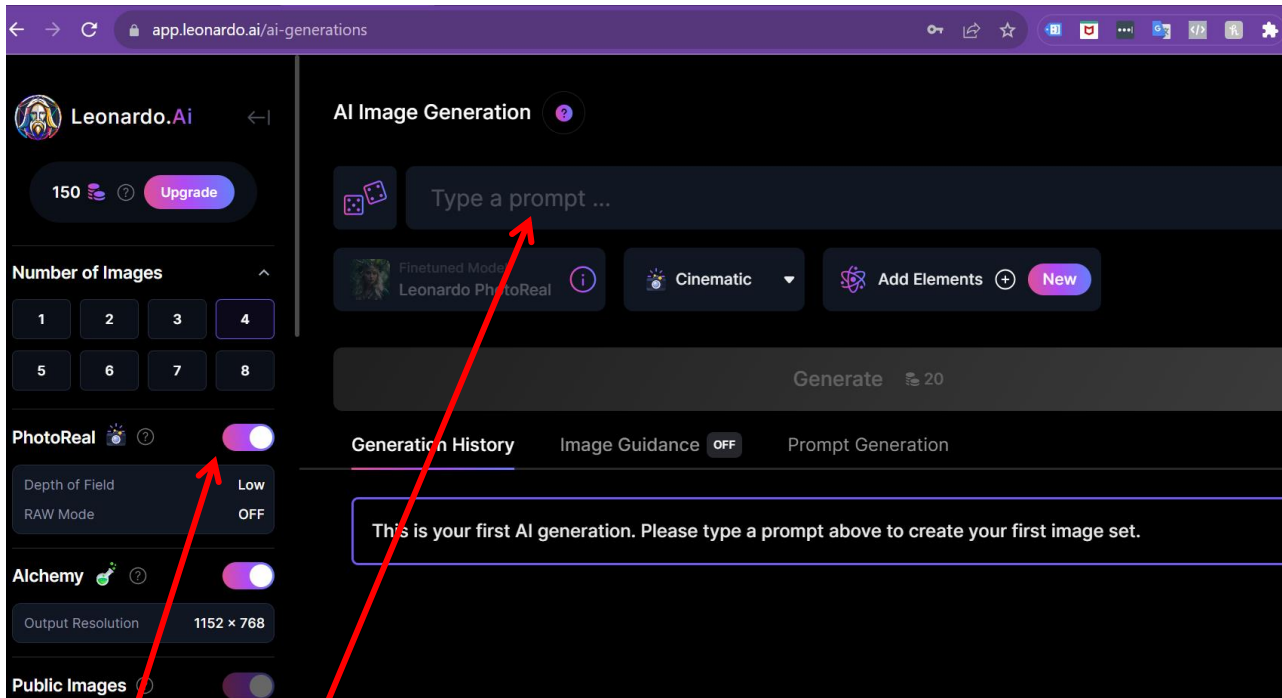 app.leonardo.ai/ai-generations
Leonardo.Ai
150 Upgrade
Number of Images
1 2 3 4
5 6 7 8
PhotoReal
Depth of Field Low
RAW Mode OFF
Alchemy
Output Resolution 1152 × 768
Public Images
AI Image Generation
Type a prompt ...
Finetuned Model
Leonardo PhotoReal
Cinematic
Add Elements New
Generate 20
Generation History Image Guidance OFF Prompt Generation
This is your first AI generation. Please type a prompt above to create your first image set.